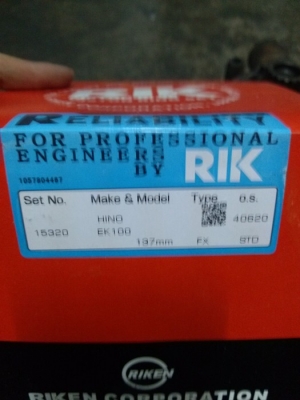 RIK
RELIABILITY
FOR PROFESSIONAL
ENGINEERS
BY
RIK
1007604467
Set No. Make & Model Type o.s.
HINO 40620
15320 EK100
137mm FX STD
RIKEN
RIKEN CORPORATION